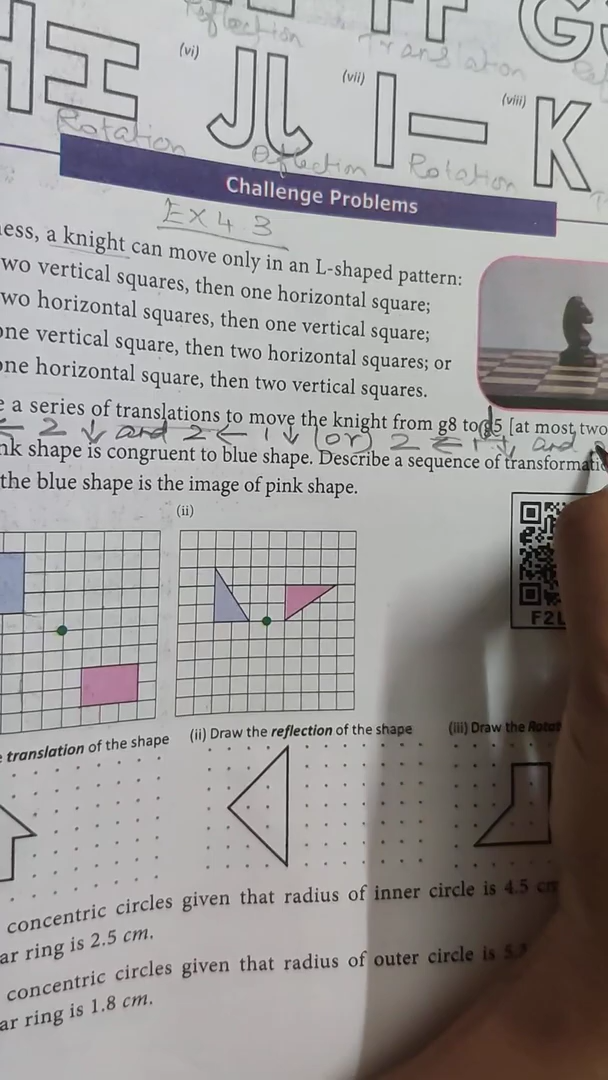 Reflection Translation
(vi) (vii) (viii)
Rotation Reflection Rotation
Challenge Problems
Ex 4.3
ess, a knight can move only in an L-shaped pattern:
wo vertical squares, then one horizontal square;
wo horizontal squares, then one vertical square;
one vertical square, then two horizontal squares; or
one horizontal square, then two vertical squares.
e a series of translations to move the knight from g8 to g5 [at most two
← 2 ↓ and 2 ← 1 ↓ (or) 2 ← 1 ↓ and
nk shape is congruent to blue shape. Describe a sequence of transformatio
the blue shape is the image of pink shape.
(ii)
F2L
translation of the shape (ii) Draw the reflection of the shape (iii) Draw the Rotat
concentric circles given that radius of inner circle is 4.5 cm
ar ring is 2.5 cm.
concentric circles given that radius of outer circle is
ar ring is 1.8 cm.